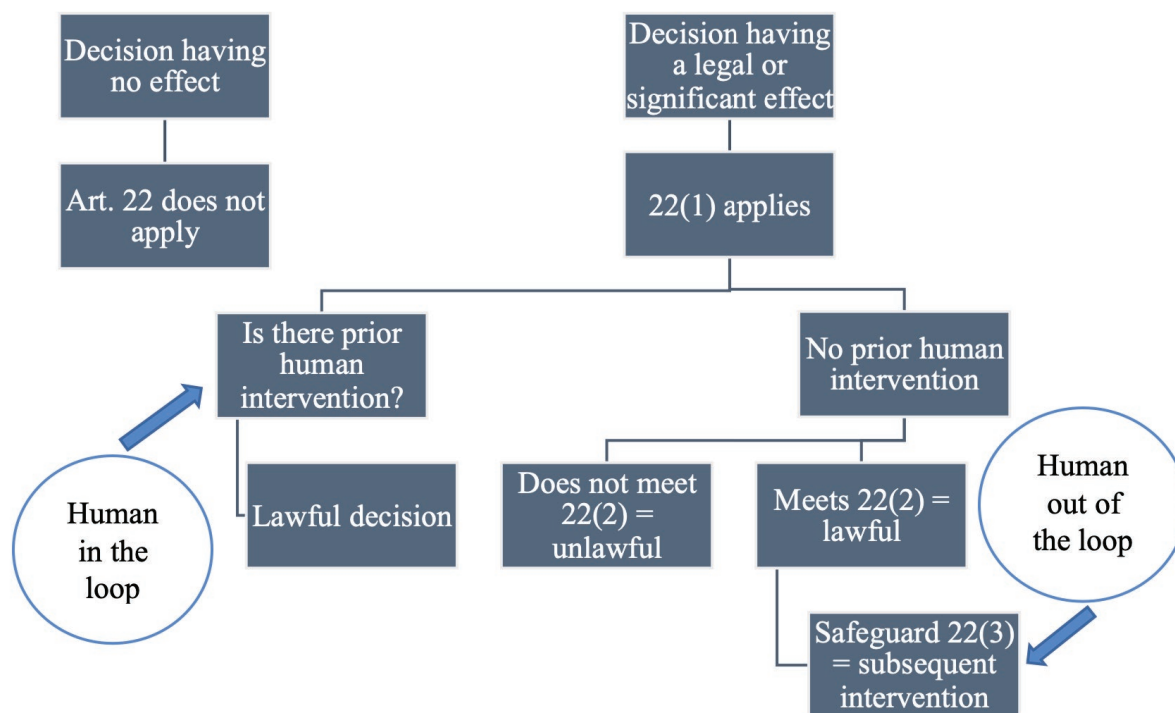 Decision having
no effect
Decision having
a legal or
significant effect
Art. 22 does not
apply
22(1) applies
Is there prior
human
intervention?
No prior human
intervention
Human
in the
loop
Lawful decision
Does not meet
22(2) =
unlawful
Meets 22(2) =
lawful
Human
out of
the loop
Safeguard 22(3)
= subsequent
intervention